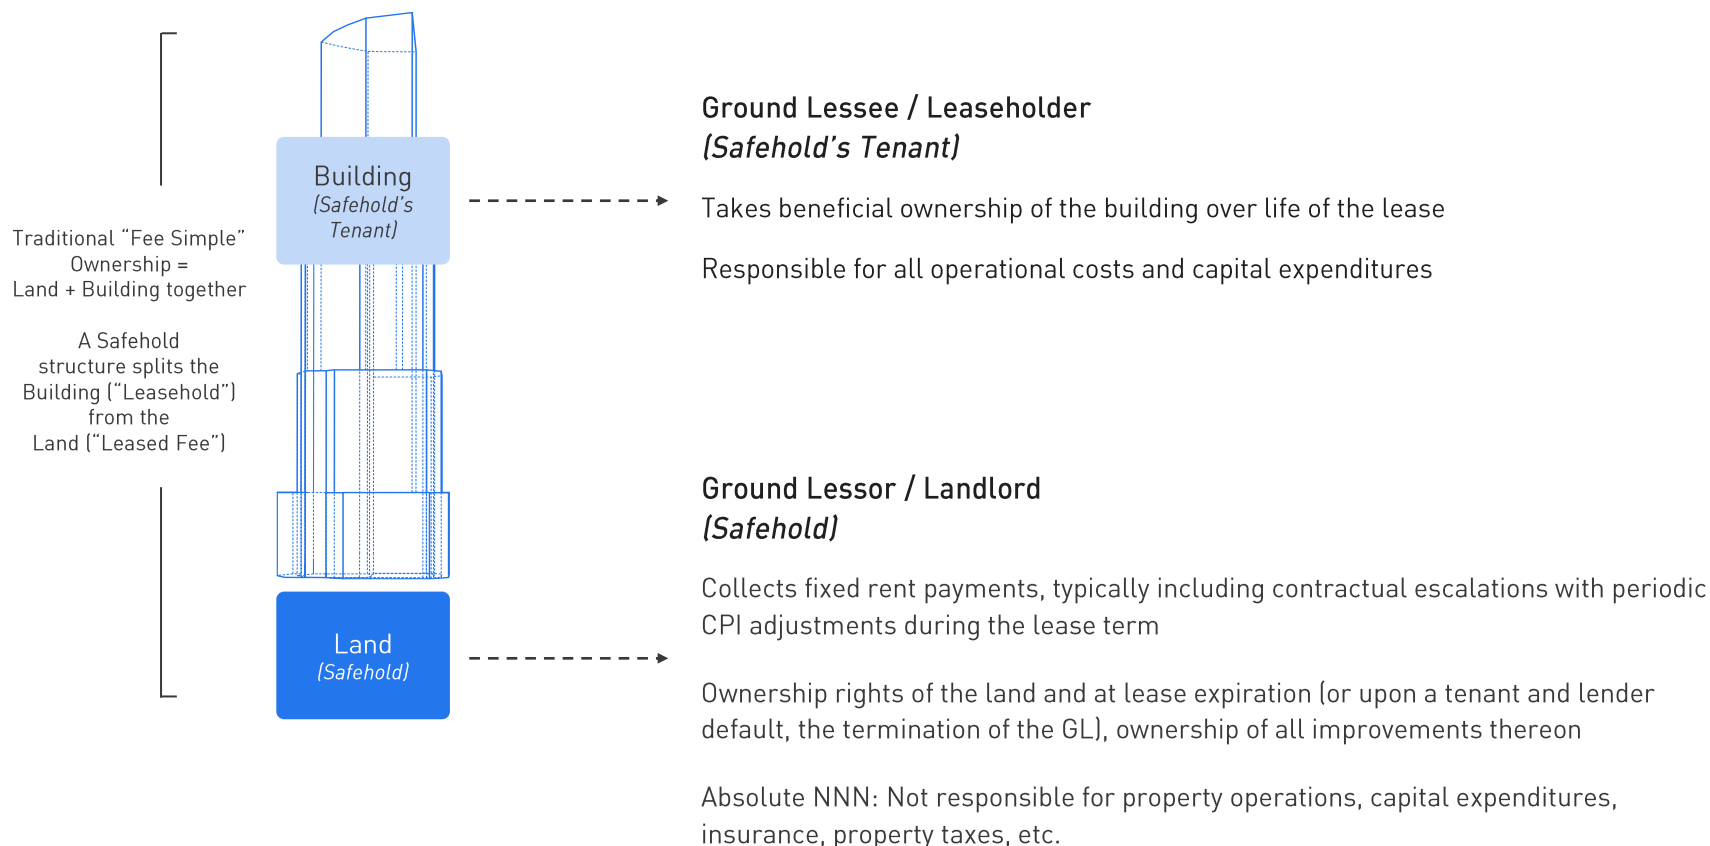 Traditional “Fee Simple”
Ownership =
Land + Building together
A Safehold
structure splits the
Building (“Leasehold”)
from the
Land (“Leased Fee”)
Building
(Safehold’s
Tenant)
Land
(Safehold)
Ground Lessee / Leaseholder
(Safehold’s Tenant)
Takes beneficial ownership of the building over life of the lease
Responsible for all operational costs and capital expenditures
Ground Lessor / Landlord
(Safehold)
Collects fixed rent payments, typically including contractual escalations with periodic
CPI adjustments during the lease term
Ownership rights of the land and at lease expiration (or upon a tenant and lender
default, the termination of the GL), ownership of all improvements thereon
Absolute NNN: Not responsible for property operations, capital expenditures,
insurance, property taxes, etc.